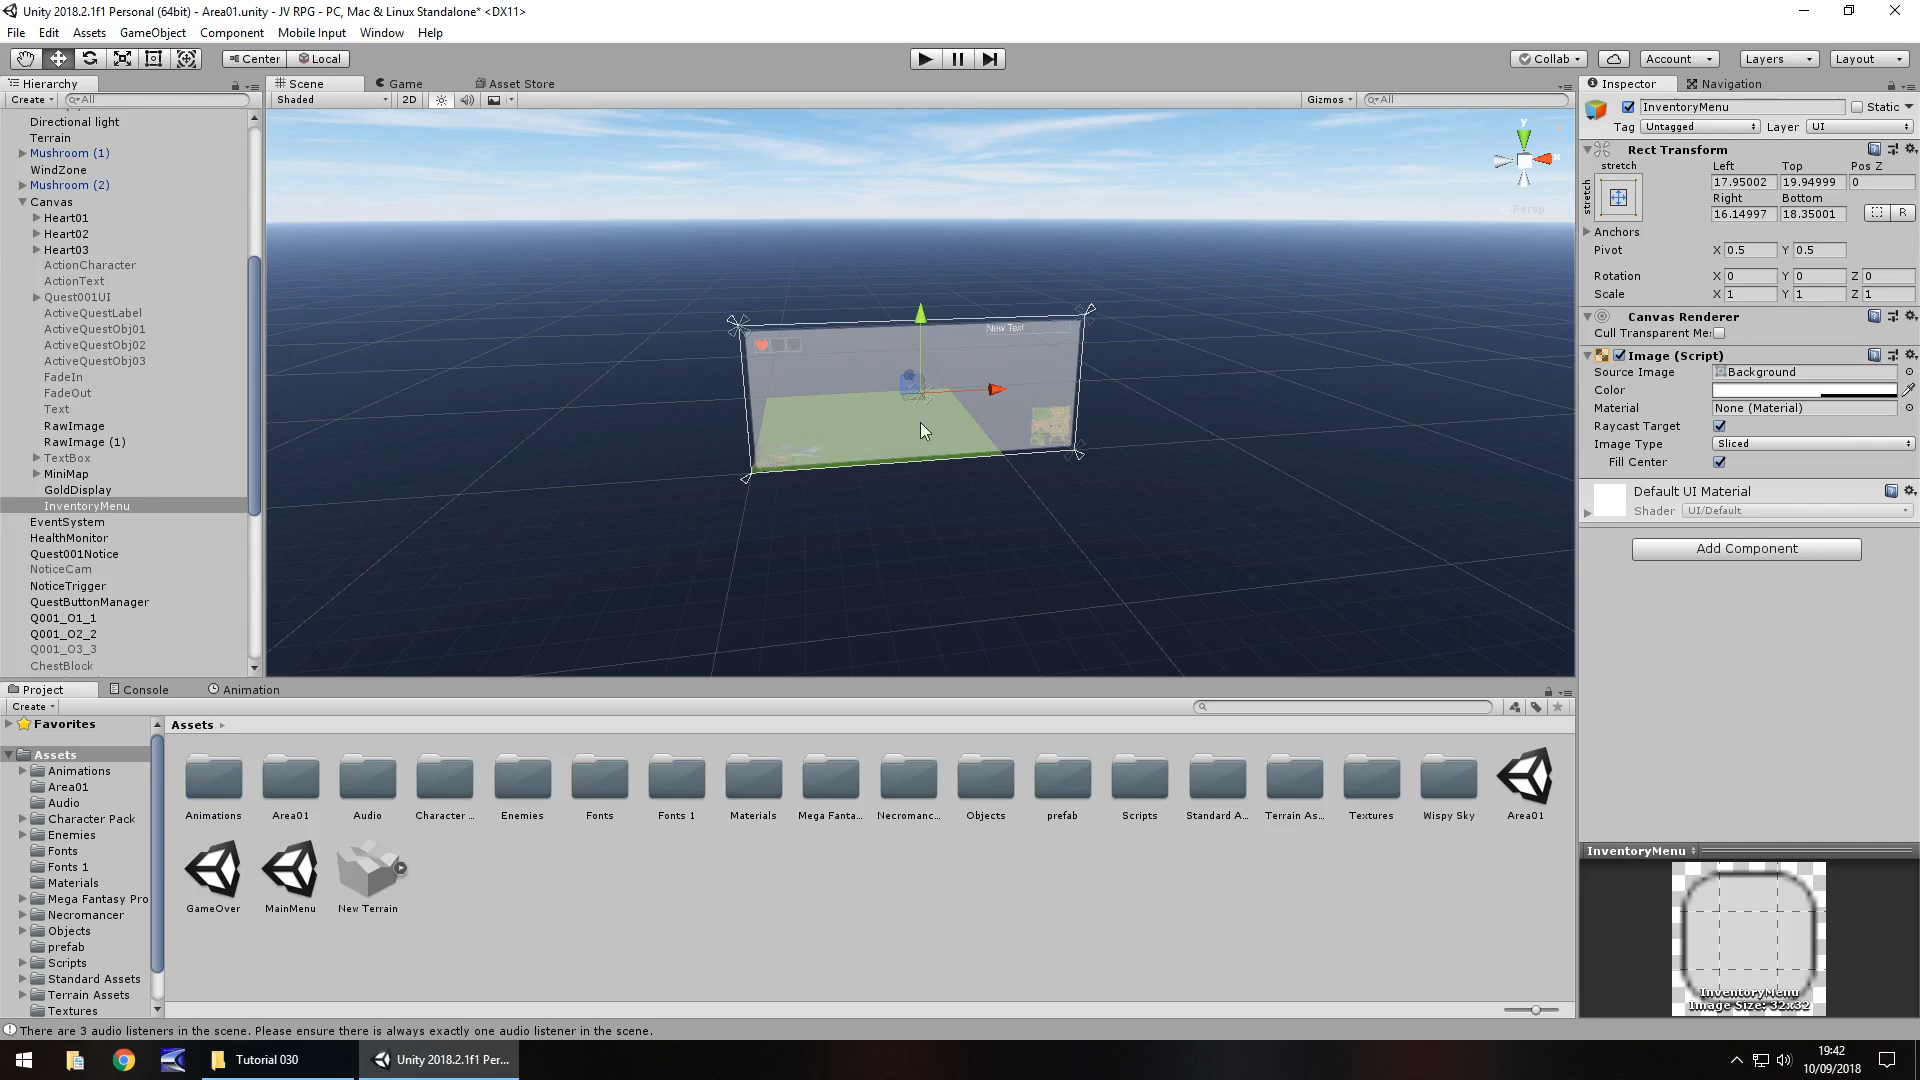 Unity 2018.2.1f1 Personal (64bit) - Area01.unity - JV RPG - PC, Mac & Linux Standalone* <DX11>
File Edit Assets GameObject Component Mobile Input Window Help
Center Local Collab Account Layers Layout
Hierarchy
Create All
Directional light
Terrain
Mushroom (1)
WindZone
Mushroom (2)
Canvas
Heart01
Heart02
Heart03
ActionCharacter
ActionText
Quest001UI
ActiveQuestLabel
ActiveQuestObj01
ActiveQuestObj02
ActiveQuestObj03
FadeIn
FadeOut
Text
RawImage
RawImage (1)
TextBox
MiniMap
GoldDisplay
InventoryMenu
EventSystem
HealthMonitor
Quest001Notice
NoticeCam
NoticeTrigger
QuestButtonManager
Q001_O1_1
Q001_O2_2
Q001_O3_3
ChestBlock
Scene Game Asset Store
Shaded 2D Gizmos All
y
x
Persp
New Text
Inspector Navigation
InventoryMenu Static
Tag Untagged Layer UI
Rect Transform
stretch Left Top Pos Z
stretch
17.95002 19.94999 0
Right Bottom
16.14997 18.35001 R
Anchors
Pivot X 0.5 Y 0.5
Rotation X 0 Y 0 Z 0
Scale X 1 Y 1 Z 1
Canvas Renderer
Cull Transparent Me
Image (Script)
Source Image Background
Color
Material None (Material)
Raycast Target
Image Type Sliced
Fill Center
Default UI Material
Shader UI/Default
Add Component
InventoryMenu
InventoryMenu
Image Size: 32x32
Project Console Animation
Create
Favorites
Assets
Animations
Area01
Audio
Character Pack
Enemies
Fonts
Fonts 1
Materials
Mega Fantasy Pro
Necromancer
Objects
prefab
Scripts
Standard Assets
Terrain Assets
Textures
Assets
Animations Area01 Audio Character ... Enemies Fonts Fonts 1 Materials Mega Fanta... Necromanc... Objects prefab Scripts Standard A... Terrain As... Textures Wispy Sky Area01
GameOver MainMenu New Terrain
There are 3 audio listeners in the scene. Please ensure there is always exactly one audio listener in the scene.
Tutorial 030 Unity 2018.2.1f1 Per...
19:42
10/09/2018